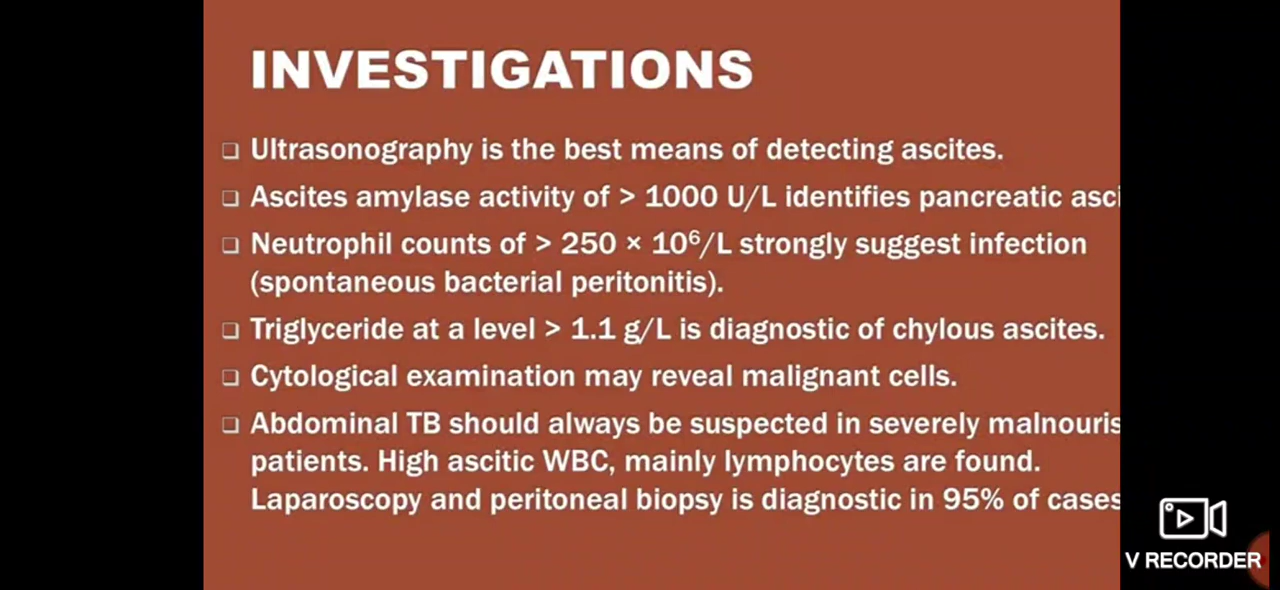 INVESTIGATIONS
❑ Ultrasonography is the best means of detecting ascites.
❑ Ascites amylase activity of > 1000 U/L identifies pancreatic asci
❑ Neutrophil counts of > 250 × 10⁶/L strongly suggest infection
(spontaneous bacterial peritonitis).
❑ Triglyceride at a level > 1.1 g/L is diagnostic of chylous ascites.
❑ Cytological examination may reveal malignant cells.
❑ Abdominal TB should always be suspected in severely malnouris
patients. High ascitic WBC, mainly lymphocytes are found.
Laparoscopy and peritoneal biopsy is diagnostic in 95% of cases
V RECORDER